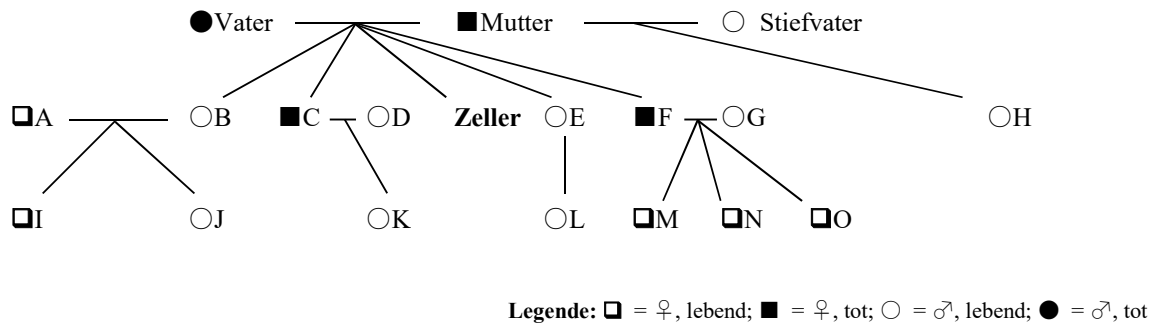 ●Vater ■Mutter ○ Stiefvater
❑A ○B ■C ○D Zeller ○E ■F ○G ○H
❑I ○J ○K ○L ❑M ❑N ❑O
Legende: ❑ = ♀, lebend; ■ = ♀, tot; ○ = ♂, lebend; ● = ♂, tot